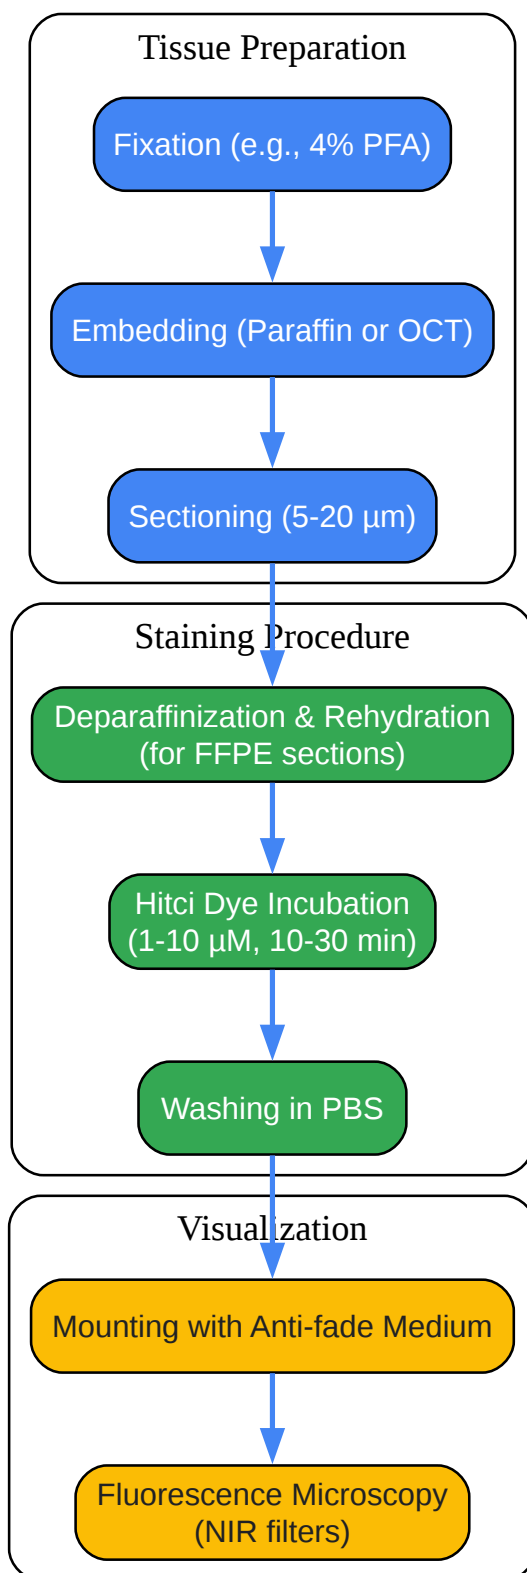 Tissue Preparation
Fixation (e.g., 4% PFA)
Embedding (Paraffin or OCT)
Sectioning (5-20 µm)
Staining Procedure
Deparaffinization & Rehydration
(for FFPE sections)
Hitci Dye Incubation
(1-10 µM, 10-30 min)
Washing in PBS
Visualization
Mounting with Anti-fade Medium
Fluorescence Microscopy
(NIR filters)